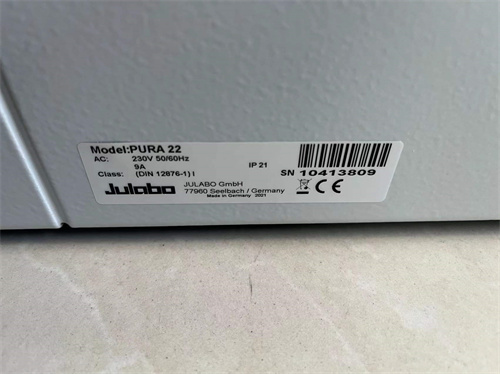 Model:PURA 22
AC: 230V 50/60Hz
9A IP 21
SN 10413809
Class: (DIN 12876-1) I
Julabo JULABO GmbH
77960 Seelbach / Germany
Made in Germany 2021
CE